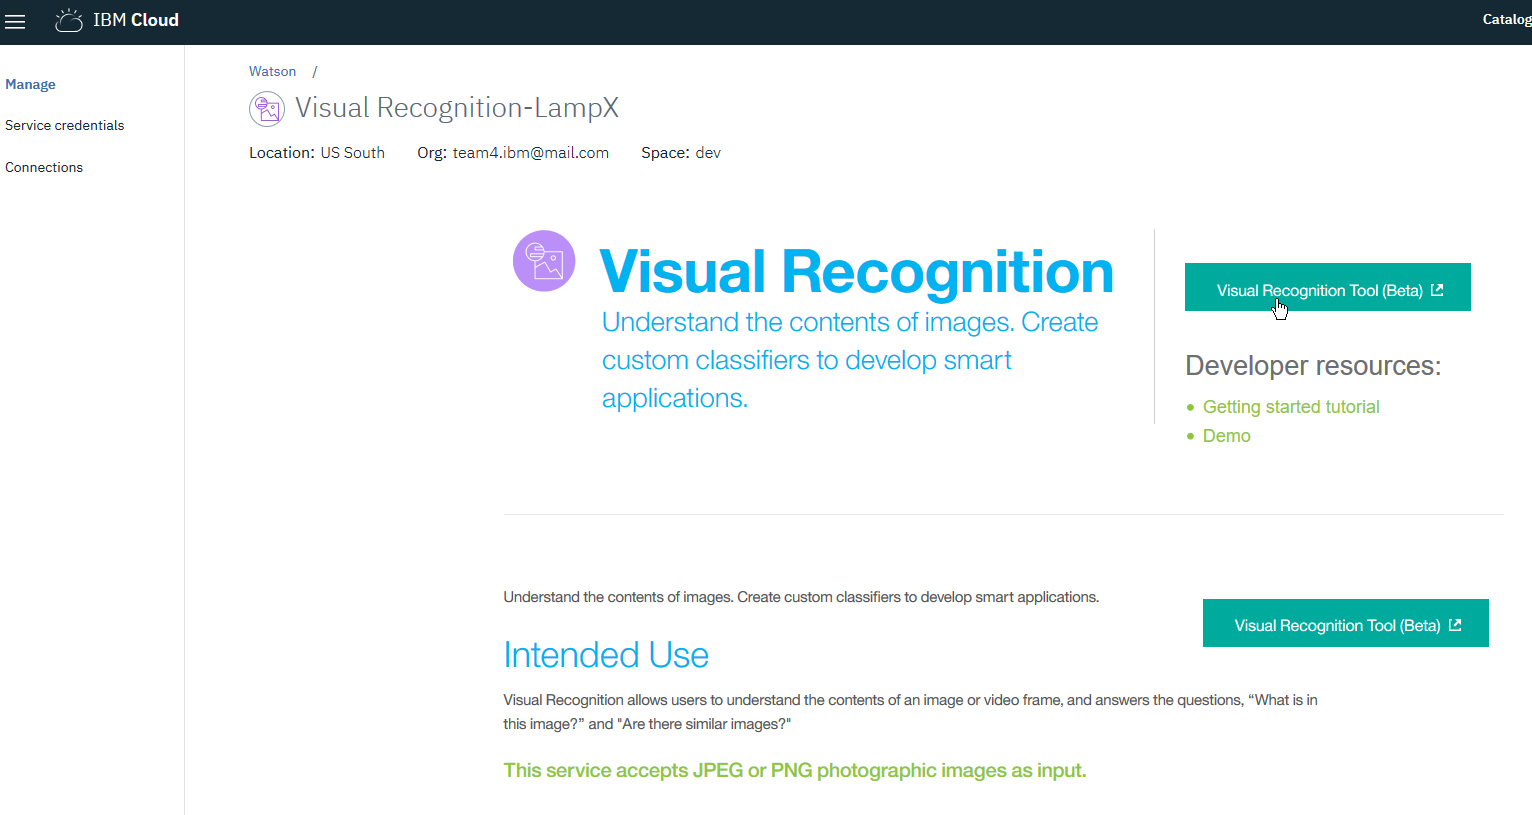 IBM Cloud
Catalog
Manage
Service credentials
Connections
Watson /
Visual Recognition-LampX
Location: US South Org: team4.ibm@mail.com Space: dev
Visual Recognition
Understand the contents of images. Create
custom classifiers to develop smart
applications.
Visual Recognition Tool (Beta)
Developer resources:
• Getting started tutorial
• Demo
Understand the contents of images. Create custom classifiers to develop smart applications.
Visual Recognition Tool (Beta)
Intended Use
Visual Recognition allows users to understand the contents of an image or video frame, and answers the questions, “What is in
this image?” and "Are there similar images?"
This service accepts JPEG or PNG photographic images as input.